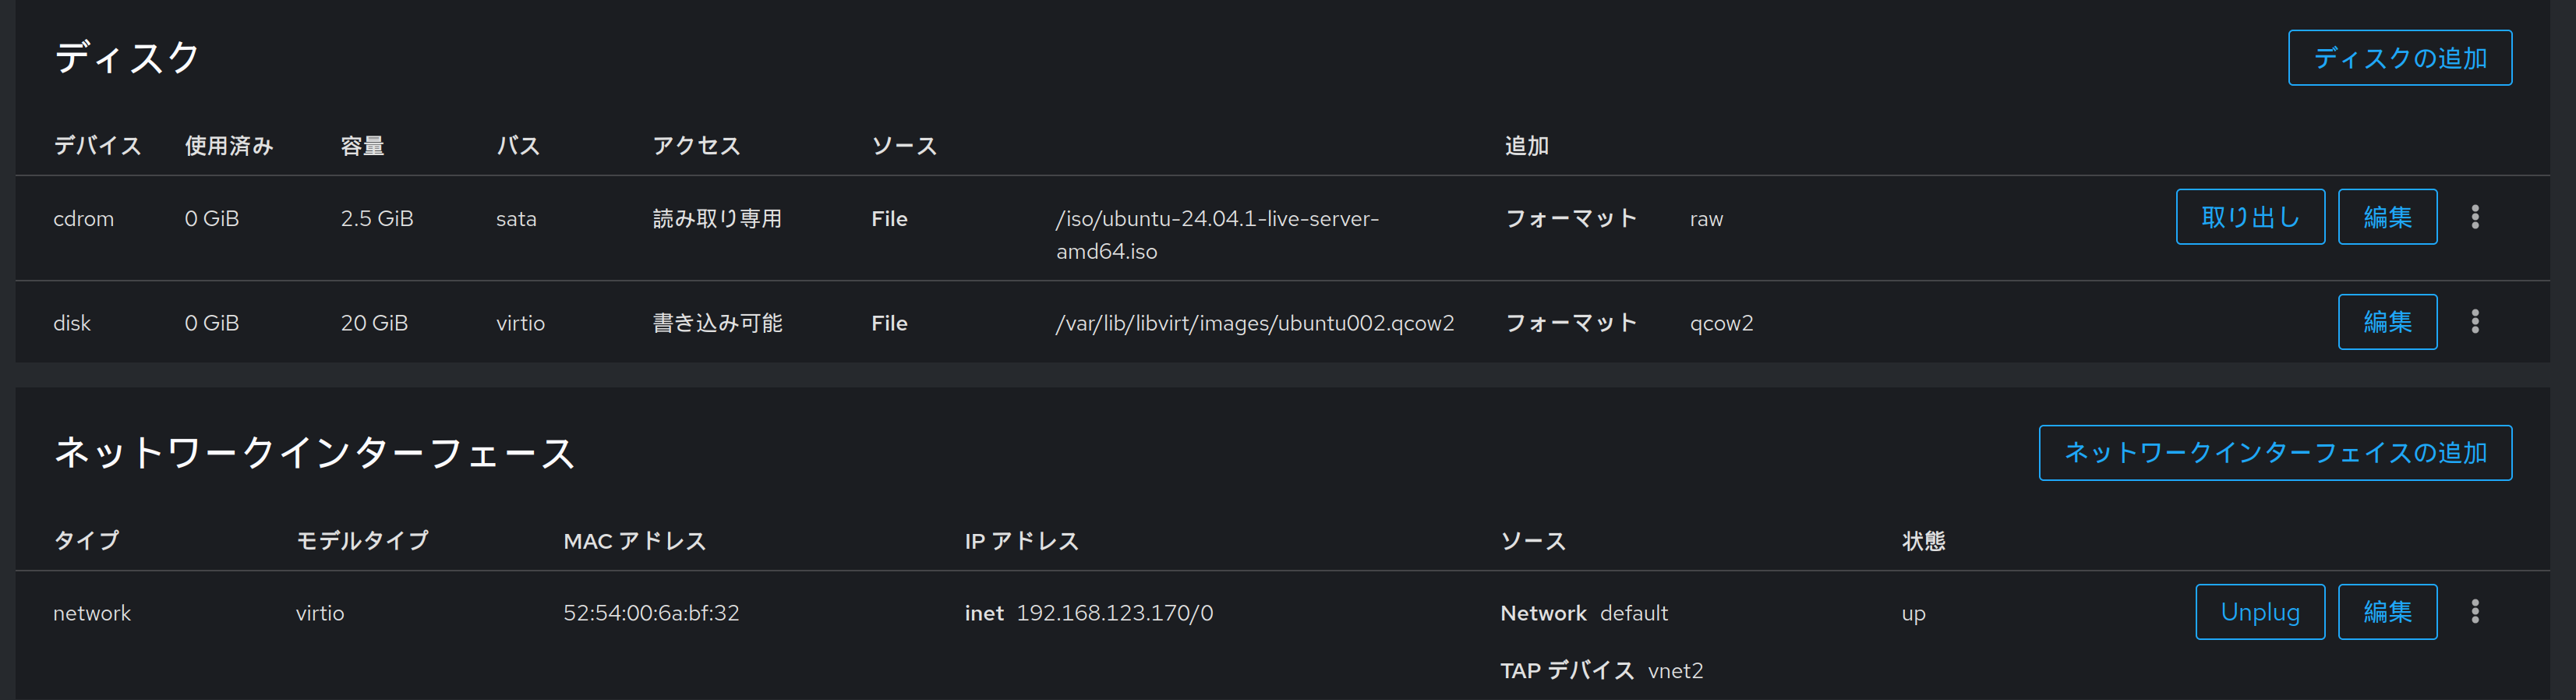 ディスク ディスクの追加
デバイス 使用済み 容量 バス アクセス ソース 追加
cdrom 0 GiB 2.5 GiB sata 読み取り専用 File /iso/ubuntu-24.04.1-live-server- フォーマット raw 取り出し 編集
amd64.iso
disk 0 GiB 20 GiB virtio 書き込み可能 File /var/lib/libvirt/images/ubuntu002.qcow2 フォーマット qcow2 編集
ネットワークインターフェース ネットワークインターフェイスの追加
タイプ モデルタイプ MAC アドレス IP アドレス ソース 状態
network virtio 52:54:00:6a:bf:32 inet 192.168.123.170/0 Network default up Unplug 編集
TAP デバイス vnet2